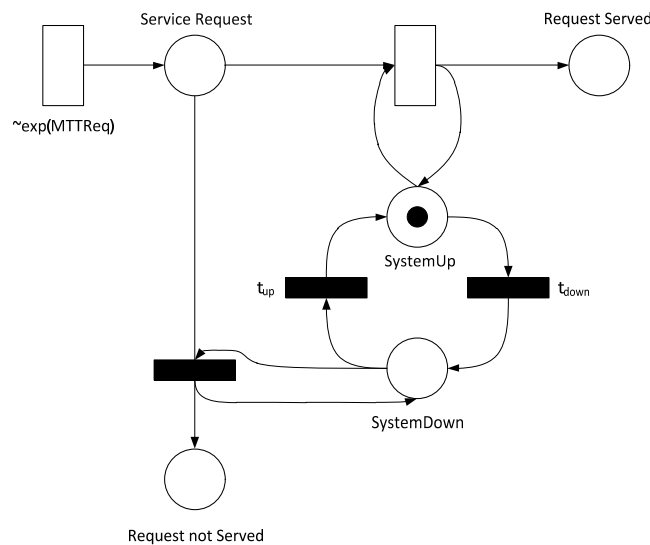 Service Request
Request Served
~exp(MTTReq)
SystemUp
tup
tdown
SystemDown
Request not Served